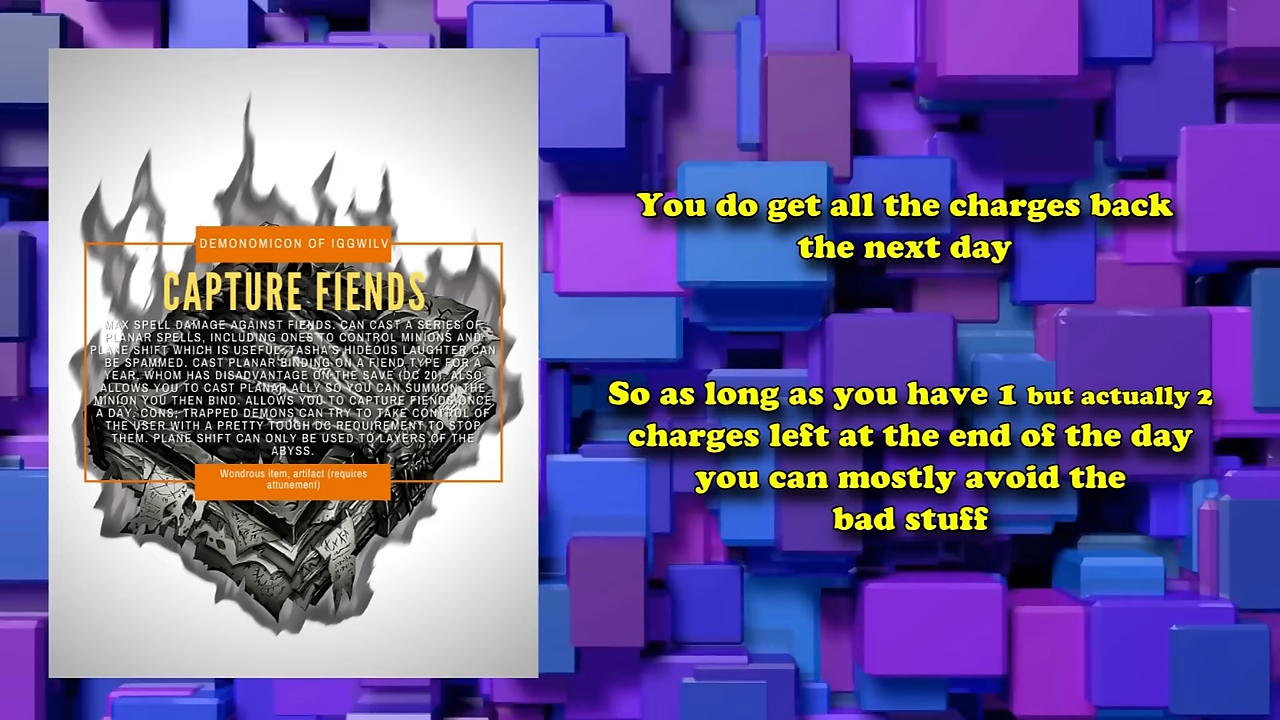 DEMONOMICON OF IGGWILV
CAPTURE FIENDS
MAX SPELL DAMAGE AGAINST FIENDS. CAN CAST A SERIES OF
PLANAR SPELLS, INCLUDING ONES TO CONTROL MINIONS AND
PLANE SHIFT WHICH IS USEFUL. TASHA'S HIDEOUS LAUGHTER CAN
BE SPAMMED. CAST PLANAR BINDING ON A FIEND TYPE FOR A
YEAR, WHOM HAS DISADVANTAGE ON THE SAVE (DC 20). ALSO
ALLOWS YOU TO CAST PLANAR ALLY SO YOU CAN SUMMON THE
MINION YOU THEN BIND. ALLOWS YOU TO CAPTURE FIENDS ONCE
A DAY. CONS; TRAPPED DEMONS CAN TRY TO TAKE CONTROL OF
THE USER WITH A PRETTY TOUGH DC REQUIREMENT TO STOP
THEM. PLANE SHIFT CAN ONLY BE USED TO LAYERS OF THE
ABYSS.
Wondrous item, artifact (requires
attunement)
You do get all the charges back
the next day
So as long as you have 1 but actually 2
charges left at the end of the day
you can mostly avoid the
bad stuff